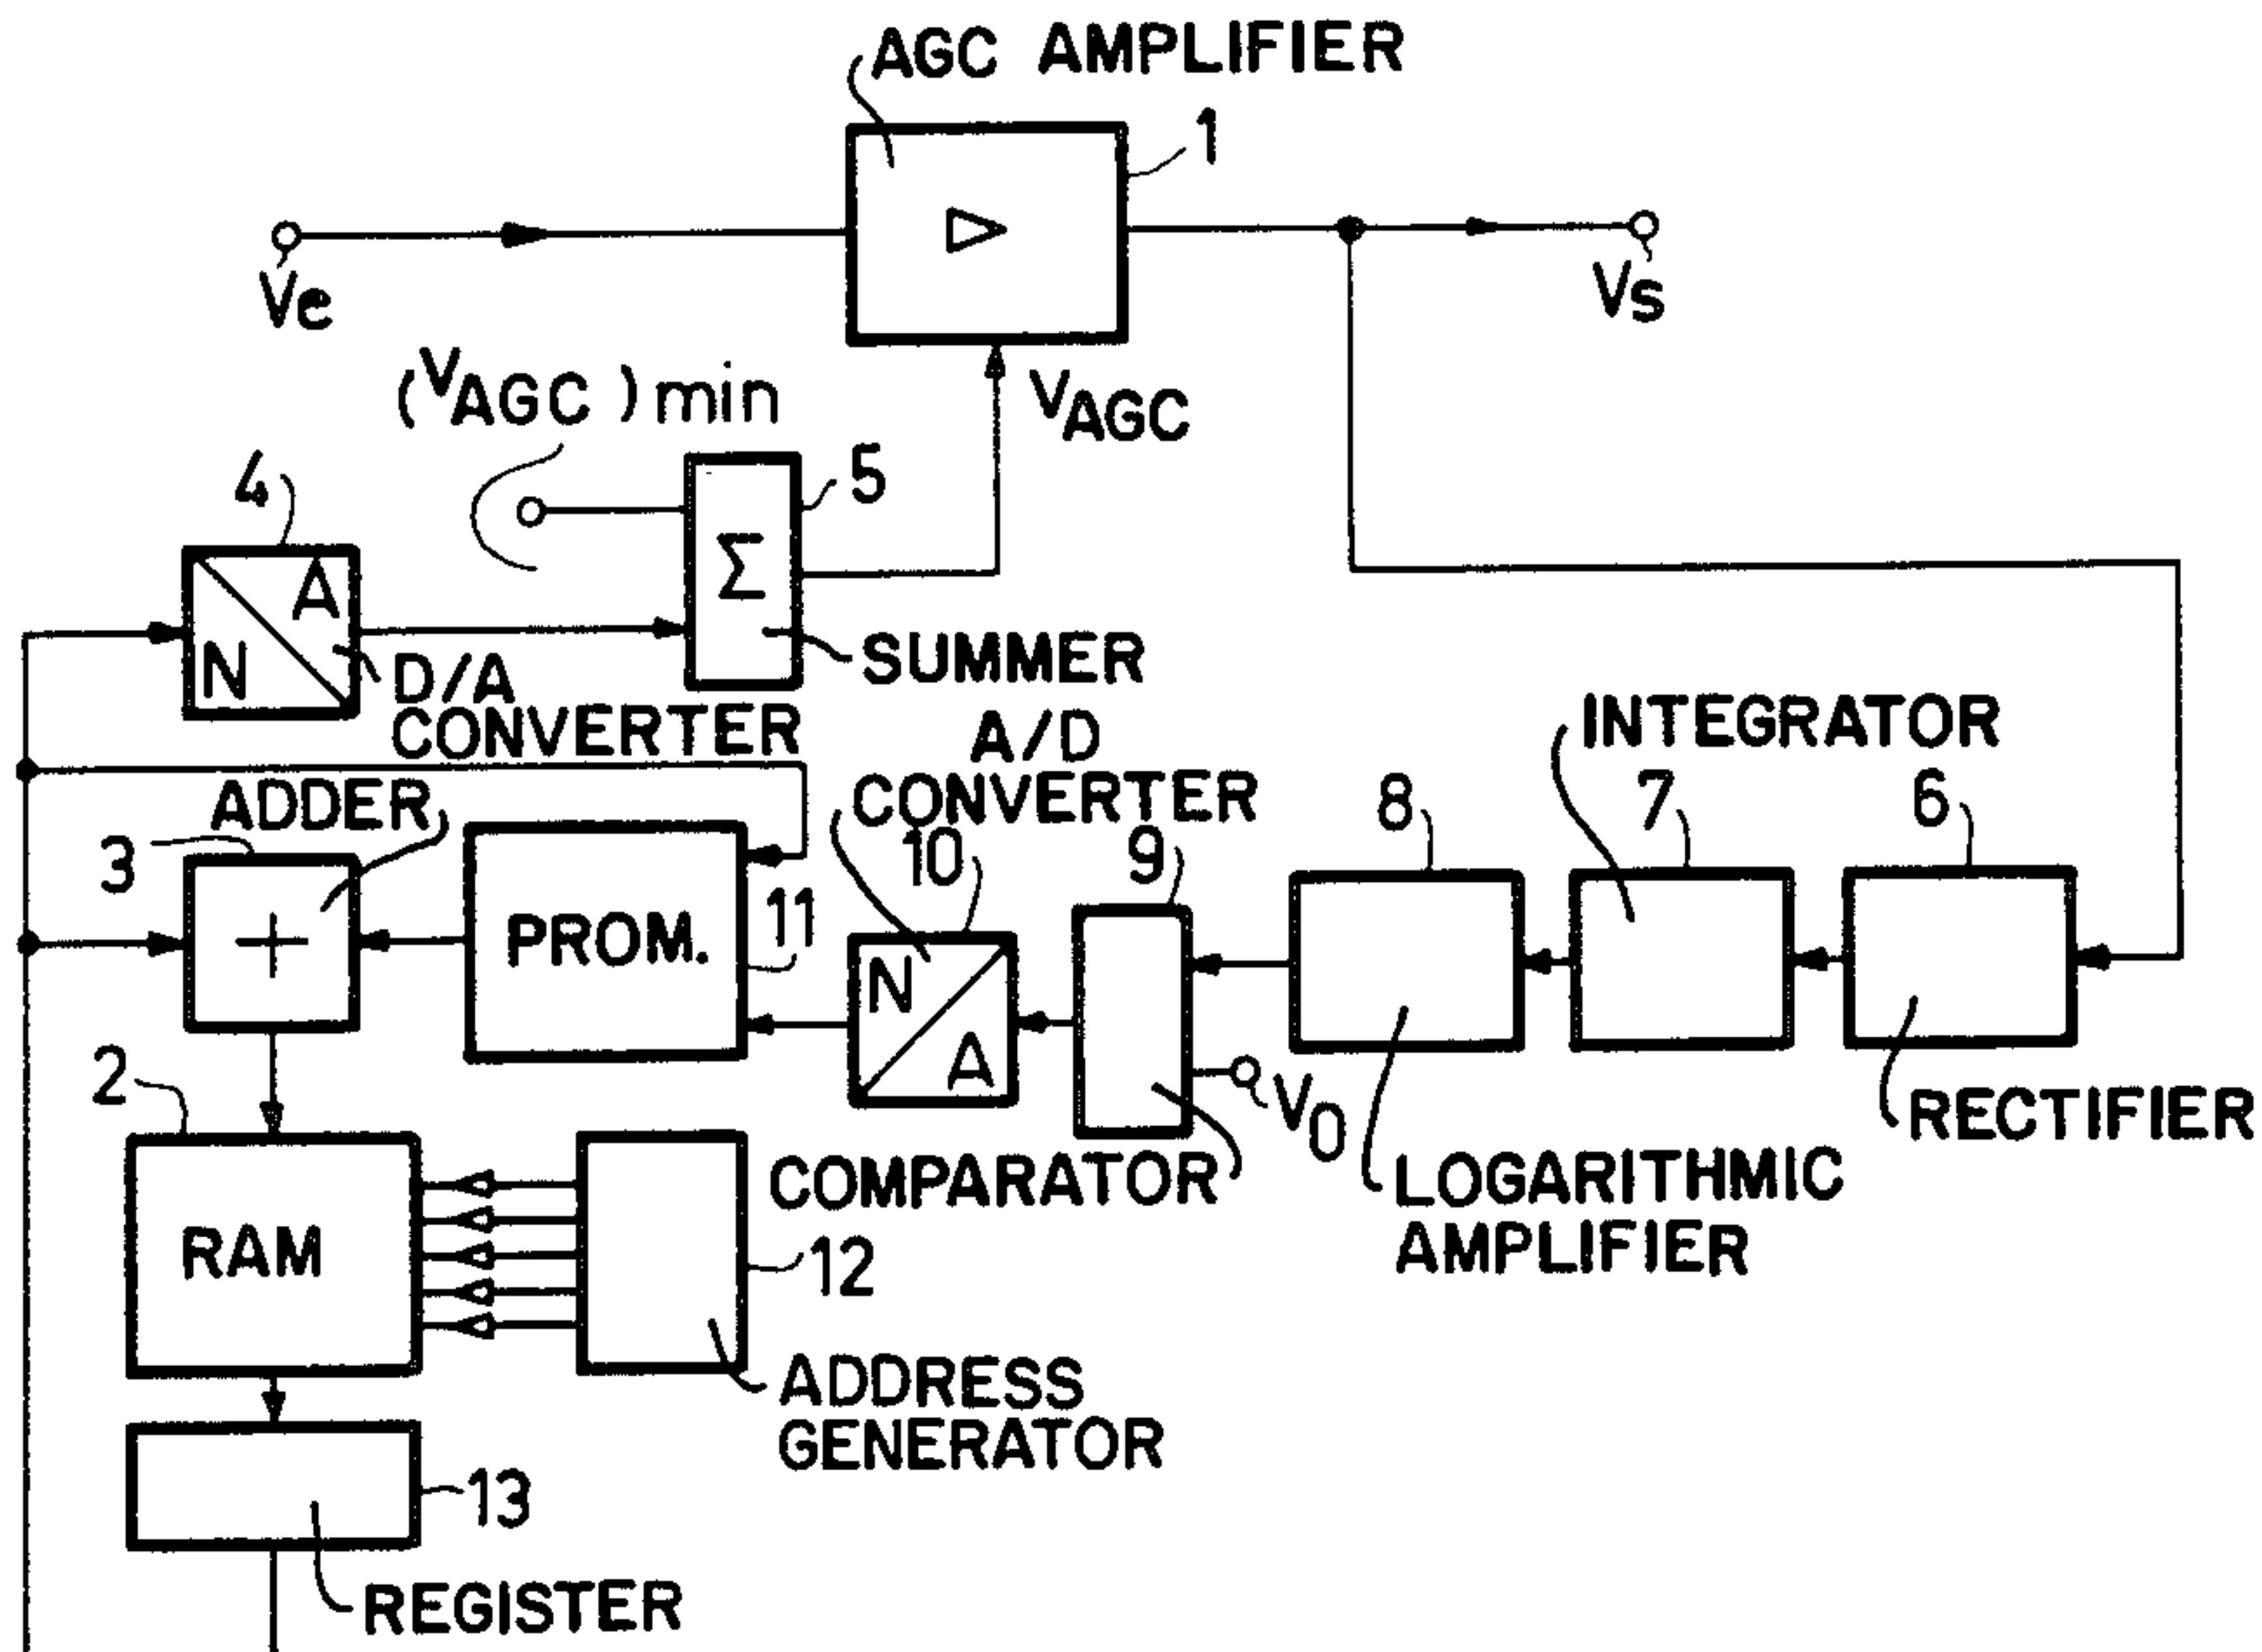 AGC AMPLIFIER
1
Ve
Vs
(VAGC)min
VAGC
4
5
Σ
A
N
D/A
CONVERTER
SUMMER
A/D
CONVERTER
INTEGRATOR
ADDER
3
10
9
8
7
6
+
PROM.
11
N
A
V0
2
RECTIFIER
COMPARATOR
LOGARITHMIC
AMPLIFIER
RAM
12
ADDRESS
GENERATOR
13
REGISTER